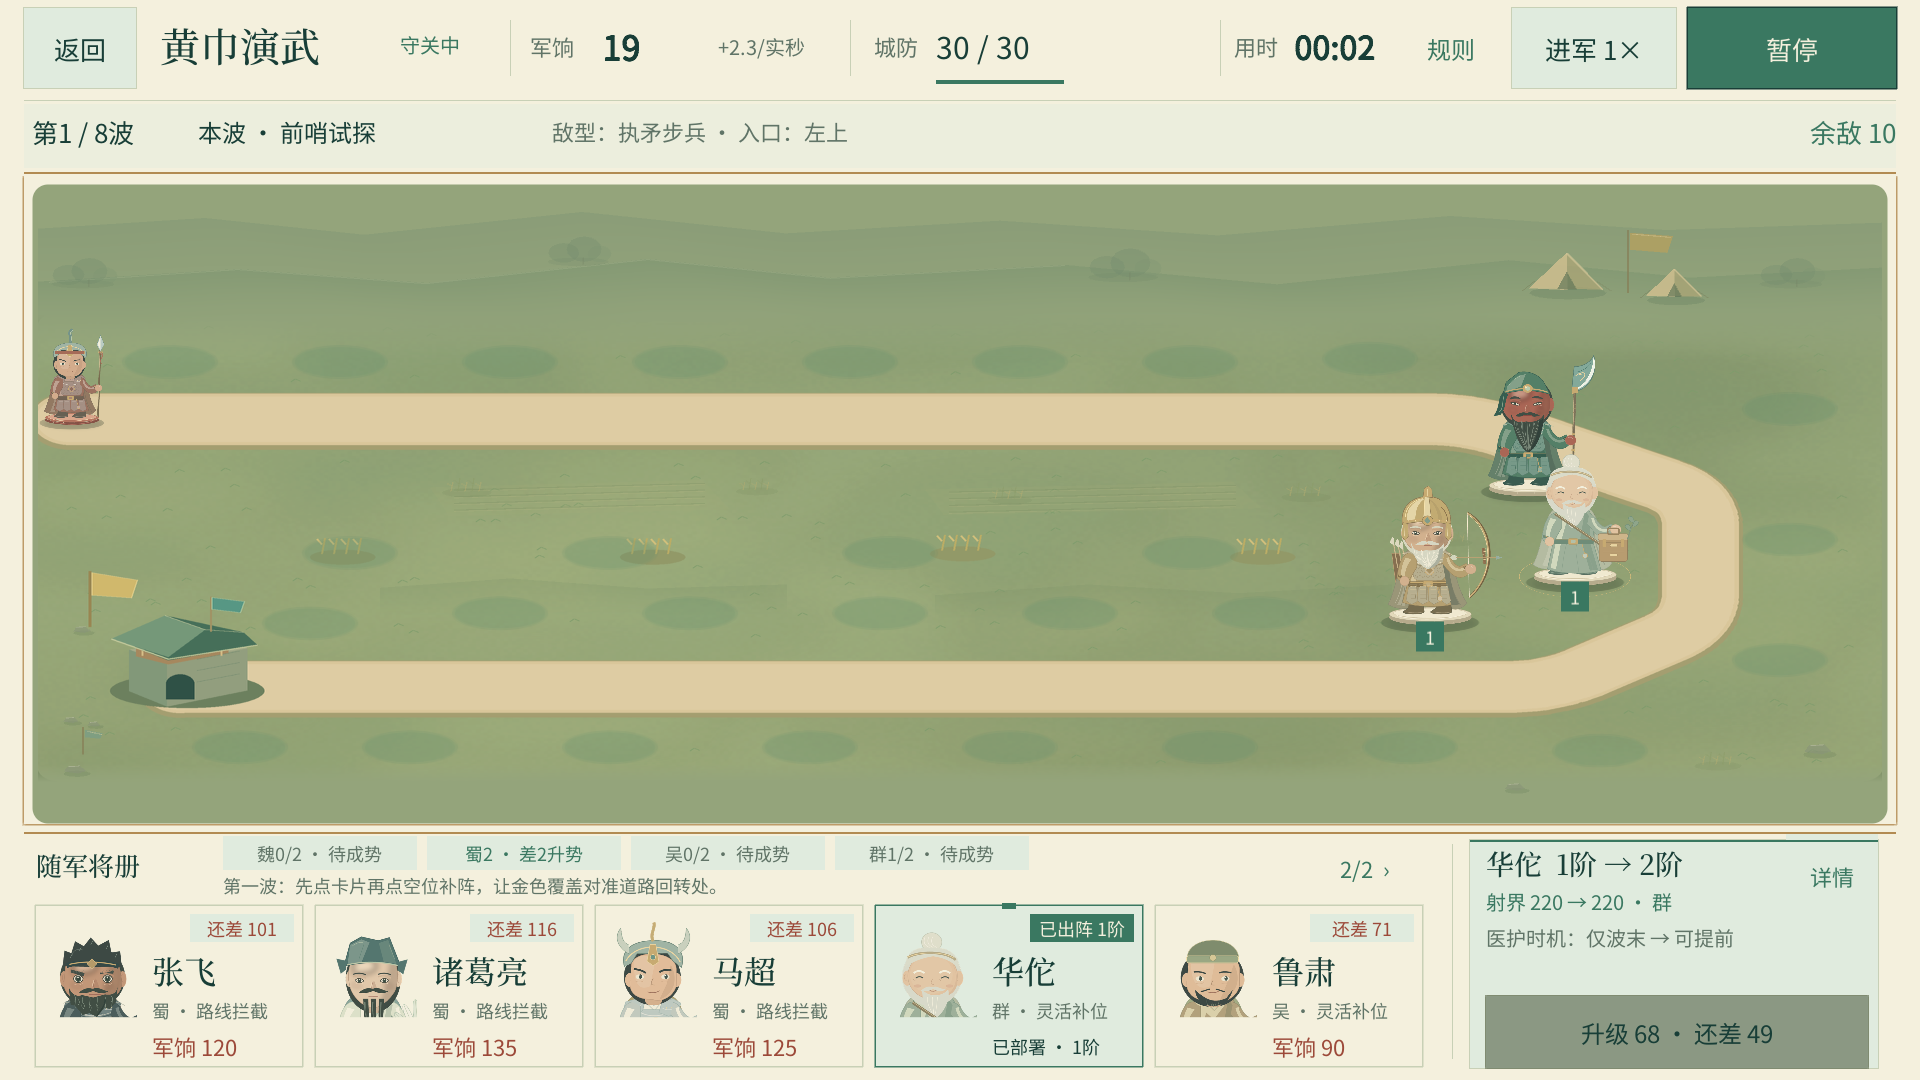 返回
黄巾演武
守关中
军饷 19
+2.3/实秒
城防 30 / 30
用时 00:02
规则
进军 1×
暂停
第1 / 8波
本波 · 前哨试探
敌型：执矛步兵 · 入口：左上
余敌 10
1
1
随军将册
魏0/2 · 待成势
蜀2 · 差2升势
吴0/2 · 待成势
群1/2 · 待成势
第一波：先点卡片再点空位补阵，让金色覆盖对准道路回转处。
2/2 ›
还差 101
张飞
蜀 · 路线拦截
军饷 120
还差 116
诸葛亮
蜀 · 路线拦截
军饷 135
还差 106
马超
蜀 · 路线拦截
军饷 125
已出阵 1阶
华佗
群 · 灵活补位
已部署 · 1阶
还差 71
鲁肃
吴 · 灵活补位
军饷 90
华佗 1阶 → 2阶
详情
射界 220 → 220 · 群
医护时机：仅波末 → 可提前
升级 68 · 还差 49